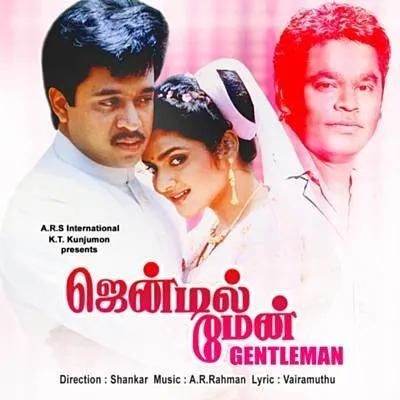 A.R.S International
K.T. Kunjumon
presents
ஜென்டில்
மேன்
GENTLEMAN
Direction : Shankar Music : A.R.Rahman Lyric : Vairamuthu